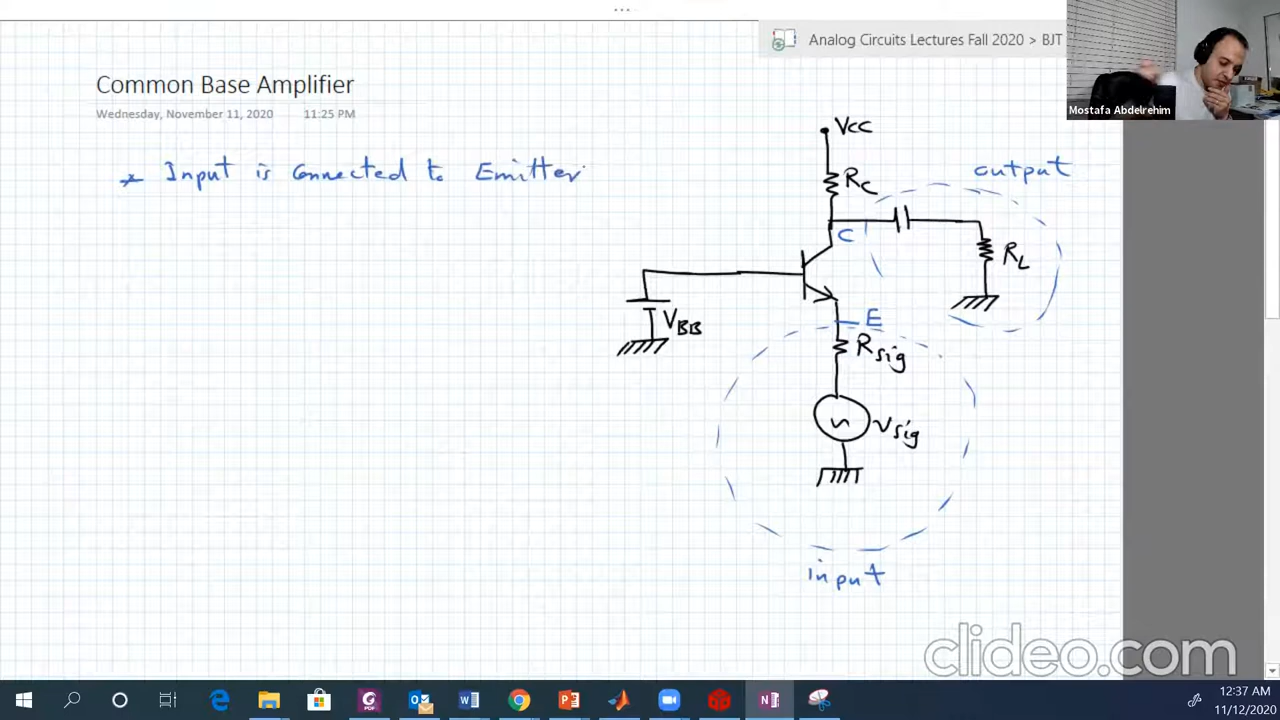 Analog Circuits Lectures Fall 2020 > BJT
Mostafa Abdelrehim
Common Base Amplifier
Wednesday, November 11, 2020 11:25 PM
* Input is Connected to Emitter
VCC
RC
output
C
RL
VBB
E
Rsig
Vsig
input
clideo.com
12:37 AM
11/12/2020